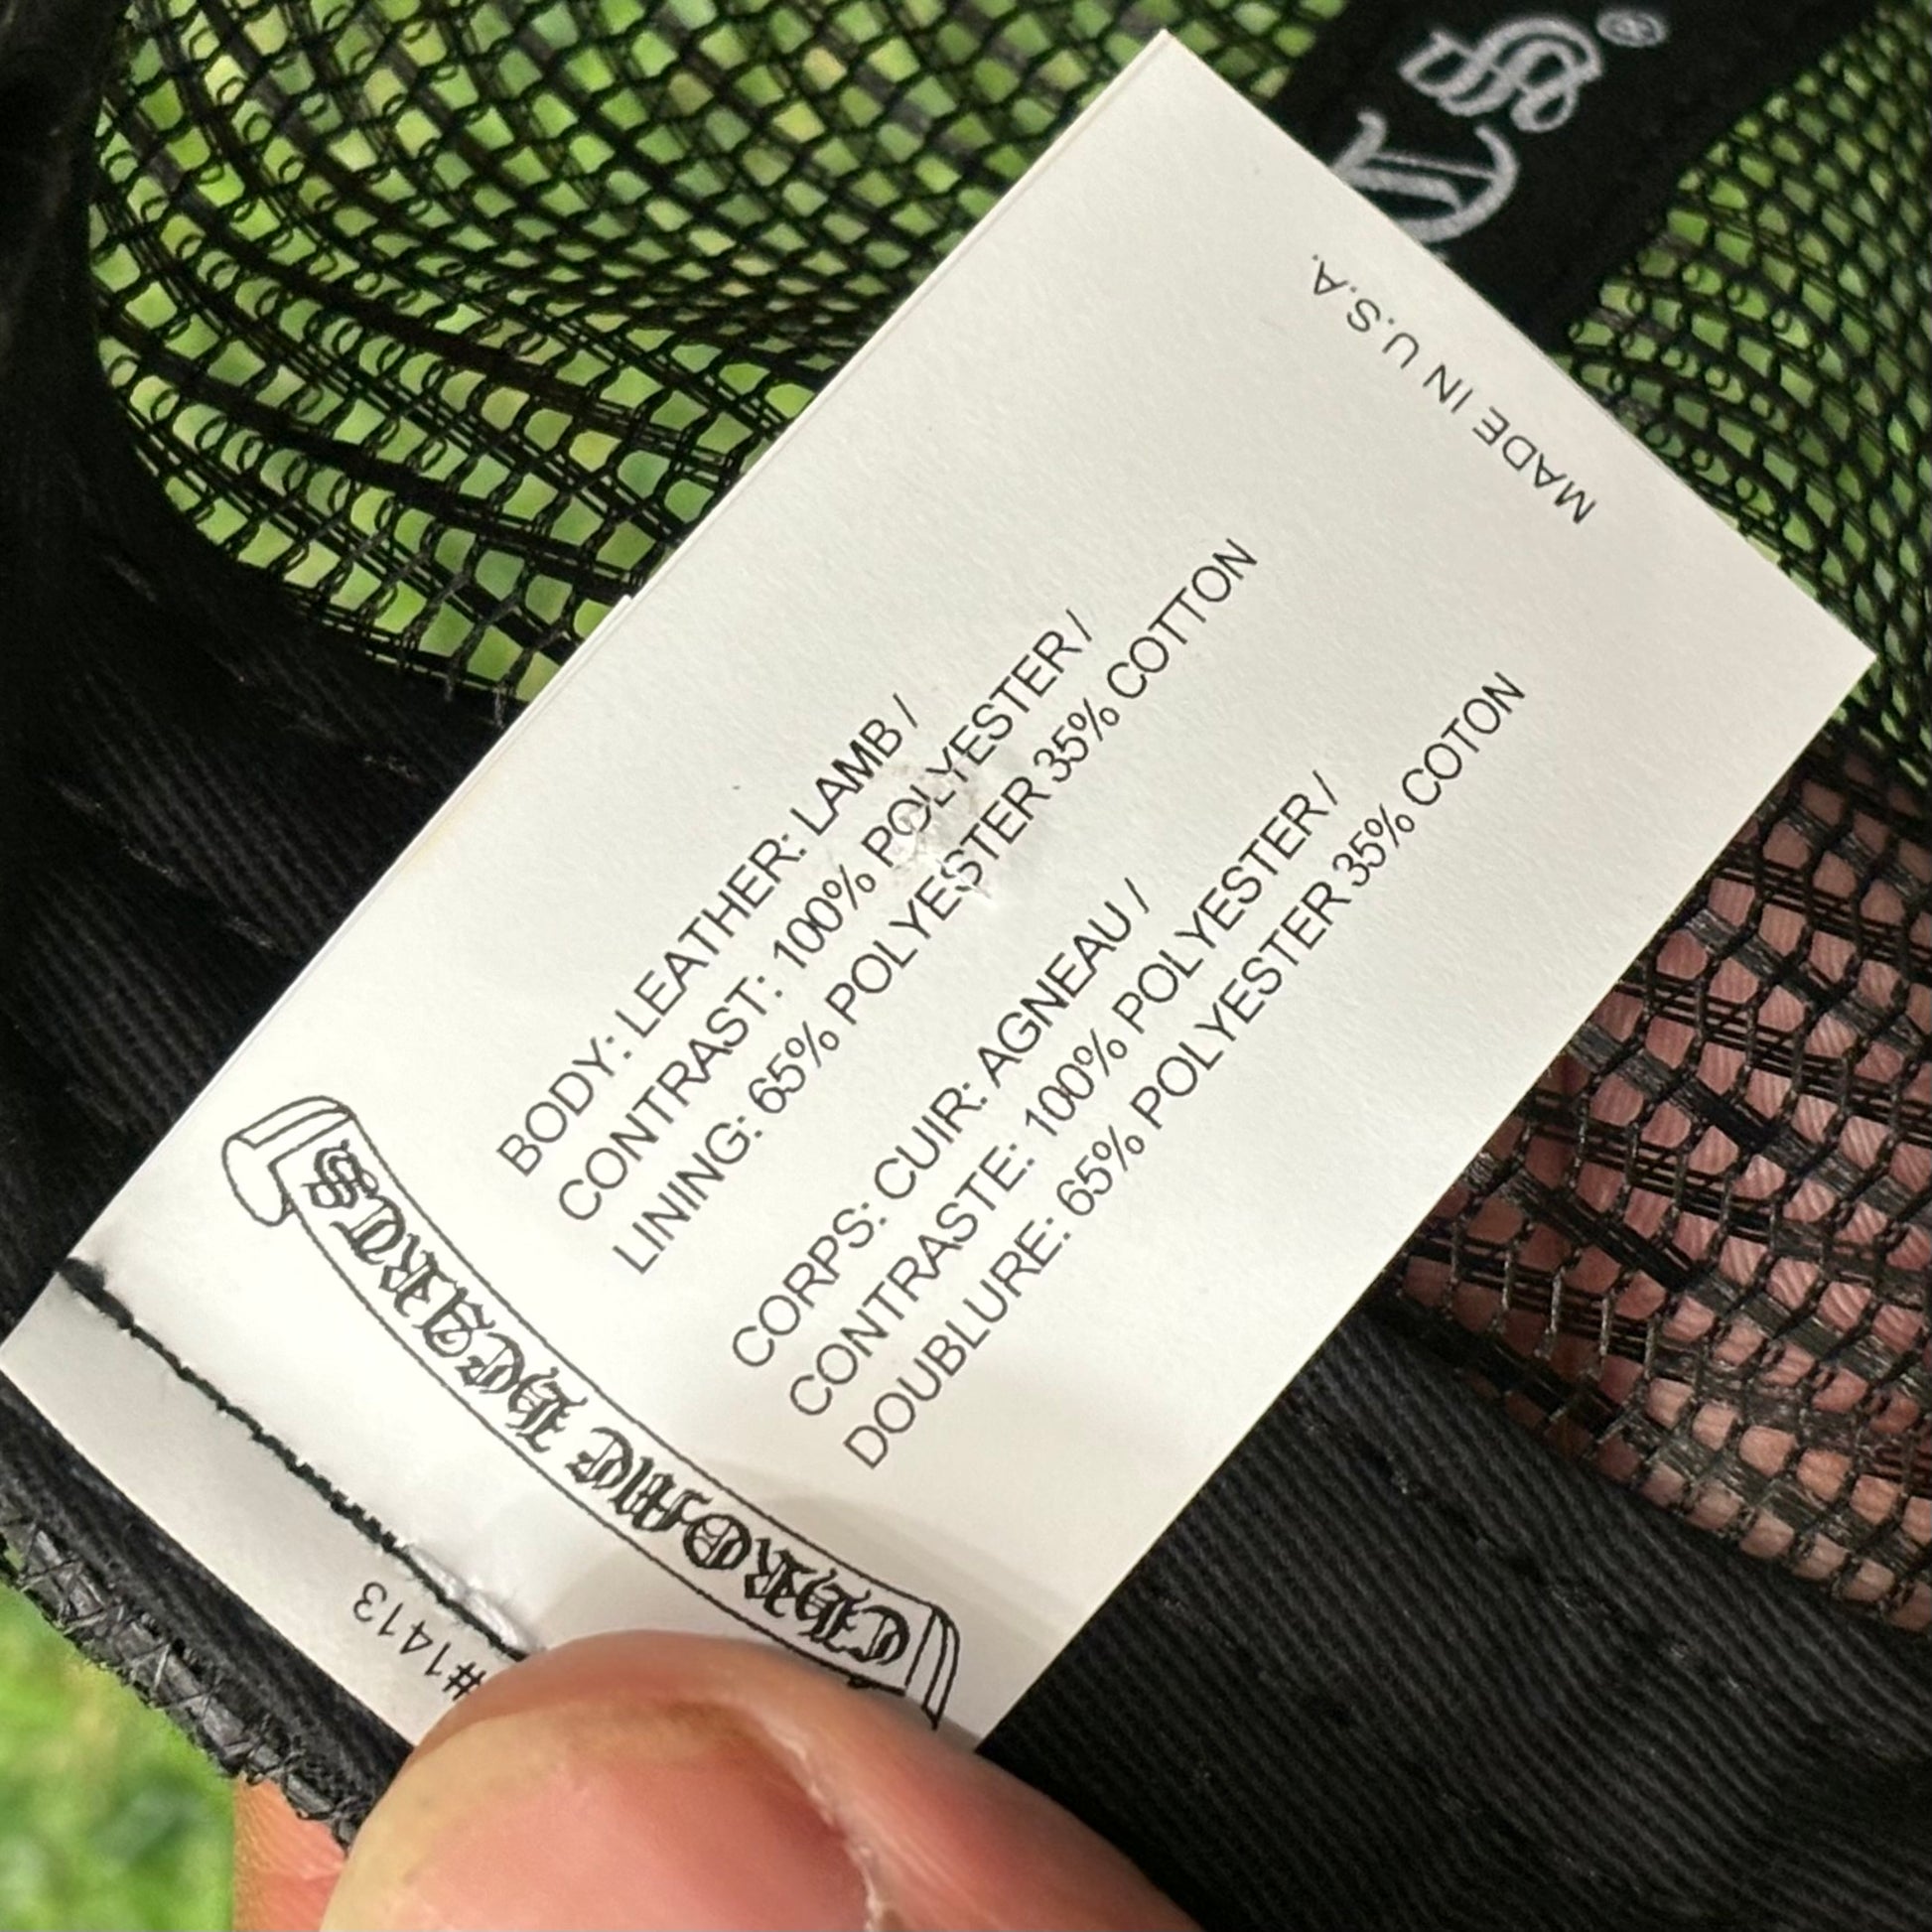 CHROME HEARTS
BODY: LEATHER: LAMB /
CONTRAST: 100% POLYESTER /
LINING: 65% POLYESTER 35% COTTON
CORPS: CUIR: AGNEAU /
CONTRASTE: 100% POLYESTER /
DOUBLURE: 65% POLYESTER 35% COTON
MADE IN U.S.A.
#1413